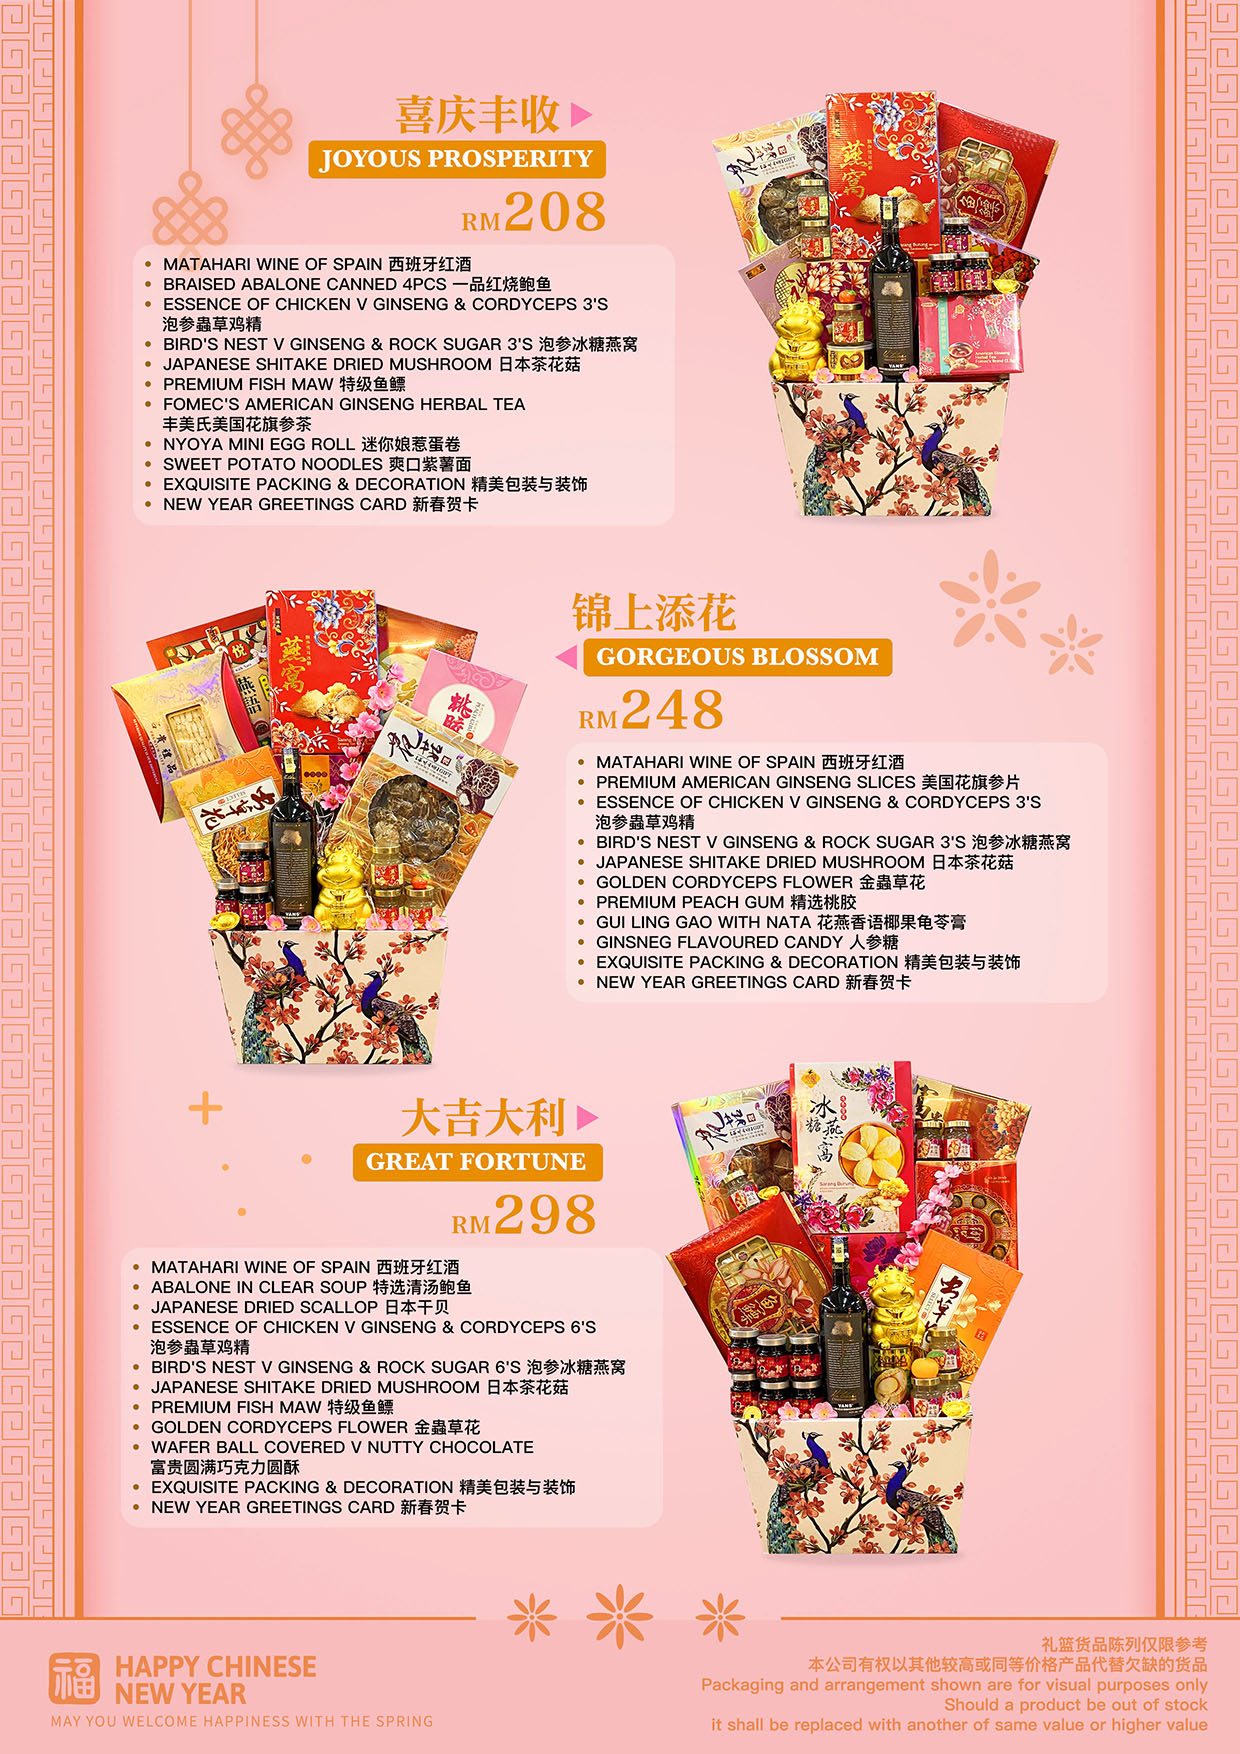 喜庆丰收
JOYOUS PROSPERITY
RM208
• MATAHARI WINE OF SPAIN 西班牙红酒
• BRAISED ABALONE CANNED 4PCS 一品红烧鲍鱼
• ESSENCE OF CHICKEN V GINSENG & CORDYCEPS 3'S
泡参蟲草鸡精
• BIRD'S NEST V GINSENG & ROCK SUGAR 3'S 泡参冰糖燕窝
• JAPANESE SHITAKE DRIED MUSHROOM 日本茶花菇
• PREMIUM FISH MAW 特级鱼鳔
• FOMEC'S AMERICAN GINSENG HERBAL TEA
丰美氏美国花旗参茶
• NYOYA MINI EGG ROLL 迷你娘惹蛋卷
• SWEET POTATO NOODLES 爽口紫薯面
• EXQUISITE PACKING & DECORATION 精美包装与装饰
• NEW YEAR GREETINGS CARD 新春贺卡
燕窝
锦上添花
GORGEOUS BLOSSOM
RM248
• MATAHARI WINE OF SPAIN 西班牙红酒
• PREMIUM AMERICAN GINSENG SLICES 美国花旗参片
• ESSENCE OF CHICKEN V GINSENG & CORDYCEPS 3'S
泡参蟲草鸡精
• BIRD'S NEST V GINSENG & ROCK SUGAR 3'S 泡参冰糖燕窝
• JAPANESE SHITAKE DRIED MUSHROOM 日本茶花菇
• GOLDEN CORDYCEPS FLOWER 金蟲草花
• PREMIUM PEACH GUM 精选桃胶
• GUI LING GAO WITH NATA 花燕香语椰果龟苓膏
• GINSNEG FLAVOURED CANDY 人参糖
• EXQUISITE PACKING & DECORATION 精美包装与装饰
• NEW YEAR GREETINGS CARD 新春贺卡
燕窝
大吉大利
GREAT FORTUNE
RM298
• MATAHARI WINE OF SPAIN 西班牙红酒
• ABALONE IN CLEAR SOUP 特选清汤鲍鱼
• JAPANESE DRIED SCALLOP 日本干贝
• ESSENCE OF CHICKEN V GINSENG & CORDYCEPS 6'S
泡参蟲草鸡精
• BIRD'S NEST V GINSENG & ROCK SUGAR 6'S 泡参冰糖燕窝
• JAPANESE SHITAKE DRIED MUSHROOM 日本茶花菇
• PREMIUM FISH MAW 特级鱼鳔
• GOLDEN CORDYCEPS FLOWER 金蟲草花
• WAFER BALL COVERED V NUTTY CHOCOLATE
富贵圆满巧克力圆酥
• EXQUISITE PACKING & DECORATION 精美包装与装饰
• NEW YEAR GREETINGS CARD 新春贺卡
冰糖燕窝
福
HAPPY CHINESE
NEW YEAR
MAY YOU WELCOME HAPPINESS WITH THE SPRING
礼篮货品陈列仅限参考
本公司有权以其他较高或同等价格产品代替欠缺的货品
Packaging and arrangement shown are for visual purposes only
Should a product be out of stock
it shall be replaced with another of same value or higher value